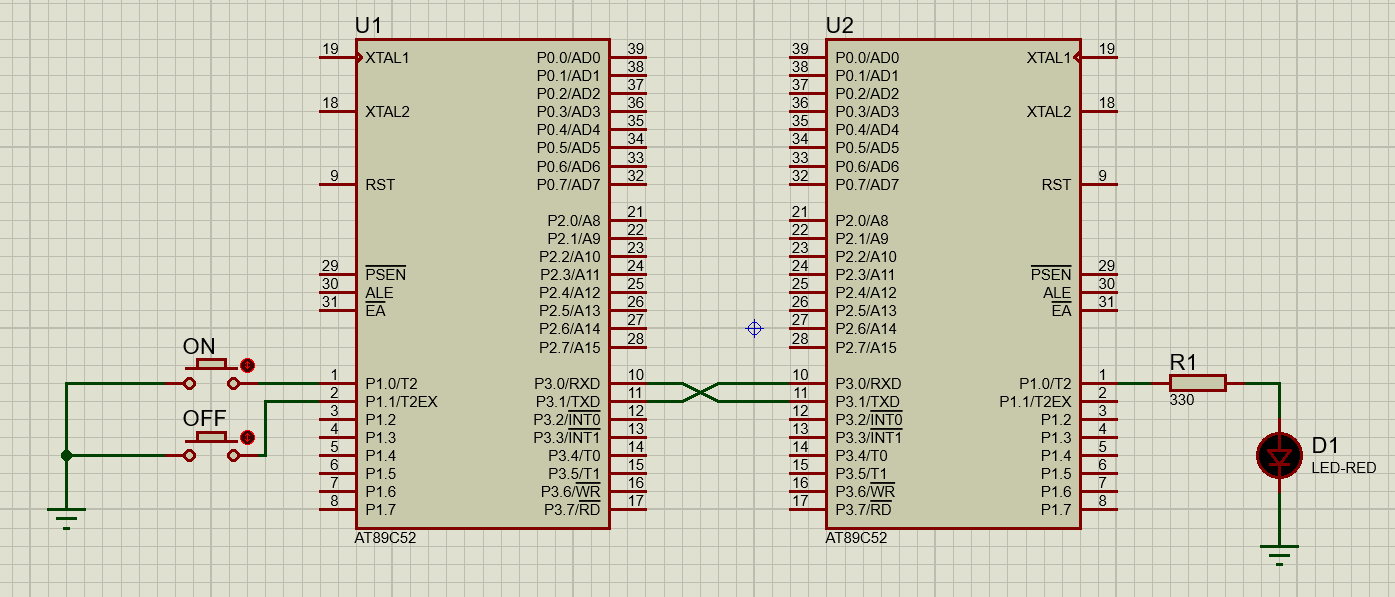 U1
19 XTAL1 P0.0/AD0 39
P0.1/AD1 38
P0.2/AD2 37
18 XTAL2 P0.3/AD3 36
P0.4/AD4 35
P0.5/AD5 34
P0.6/AD6 33
9 RST P0.7/AD7 32
P2.0/A8 21
P2.1/A9 22
P2.2/A10 23
29 PSEN P2.3/A11 24
30 ALE P2.4/A12 25
31 EA P2.5/A13 26
P2.6/A14 27
P2.7/A15 28
ON
1 P1.0/T2 P3.0/RXD 10
2 P1.1/T2EX P3.1/TXD 11
OFF
3 P1.2 P3.2/INT0 12
4 P1.3 P3.3/INT1 13
5 P1.4 P3.4/T0 14
6 P1.5 P3.5/T1 15
7 P1.6 P3.6/WR 16
8 P1.7 P3.7/RD 17
AT89C52
U2
39 P0.0/AD0 XTAL1 19
38 P0.1/AD1
37 P0.2/AD2
36 P0.3/AD3 XTAL2 18
35 P0.4/AD4
34 P0.5/AD5
33 P0.6/AD6
32 P0.7/AD7 RST 9
21 P2.0/A8
22 P2.1/A9
23 P2.2/A10
24 P2.3/A11 PSEN 29
25 P2.4/A12 ALE 30
26 P2.5/A13 EA 31
27 P2.6/A14
28 P2.7/A15
10 P3.0/RXD P1.0/T2 1
11 P3.1/TXD P1.1/T2EX 2
12 P3.2/INT0 P1.2 3
13 P3.3/INT1 P1.3 4
14 P3.4/T0 P1.4 5
15 P3.5/T1 P1.5 6
16 P3.6/WR P1.6 7
17 P3.7/RD P1.7 8
AT89C52
R1
330
D1
LED-RED